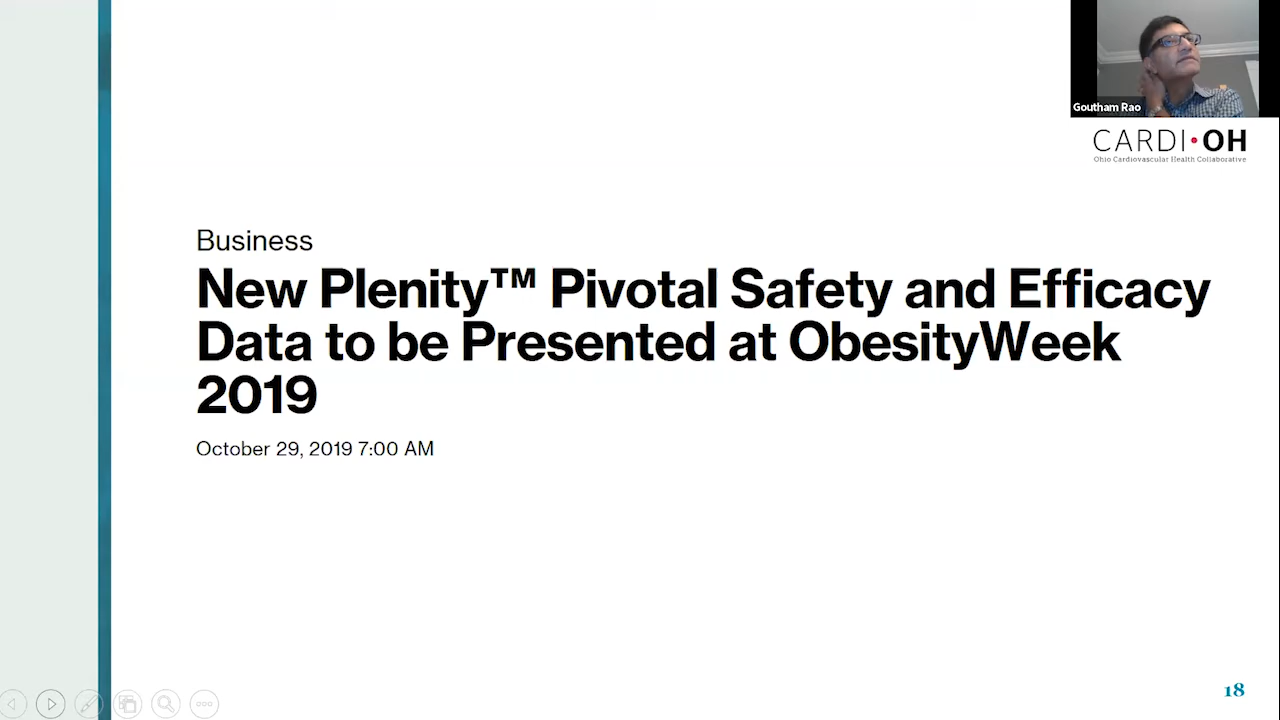 Goutham Rao
CARDI•OH
Ohio Cardiovascular Health Collaborative
Business
New Plenity™ Pivotal Safety and Efficacy
Data to be Presented at ObesityWeek
2019
October 29, 2019 7:00 AM
18